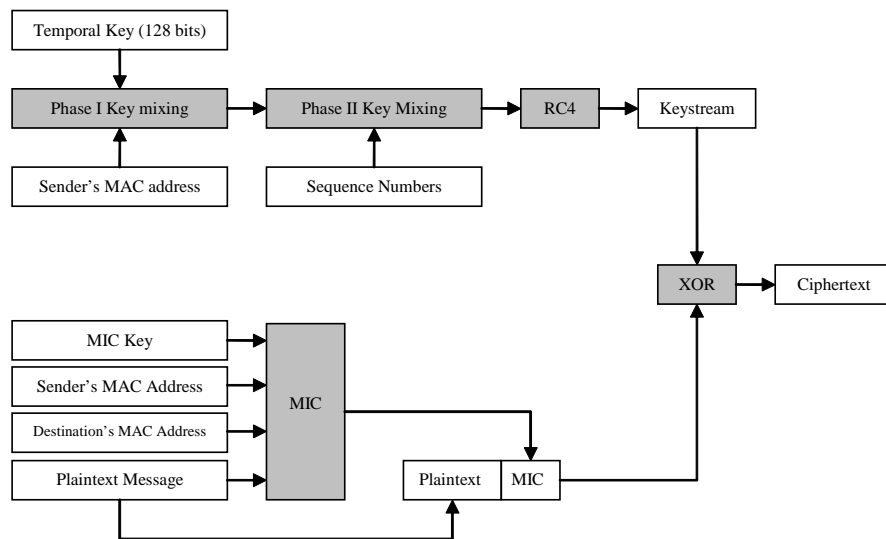 Temporal Key (128 bits)
Phase I Key mixing
Phase II Key Mixing
RC4
Keystream
Sender’s MAC address
Sequence Numbers
XOR
Ciphertext
MIC Key
Sender’s MAC Address
MIC
Destination’s MAC Address
Plaintext Message
Plaintext
MIC